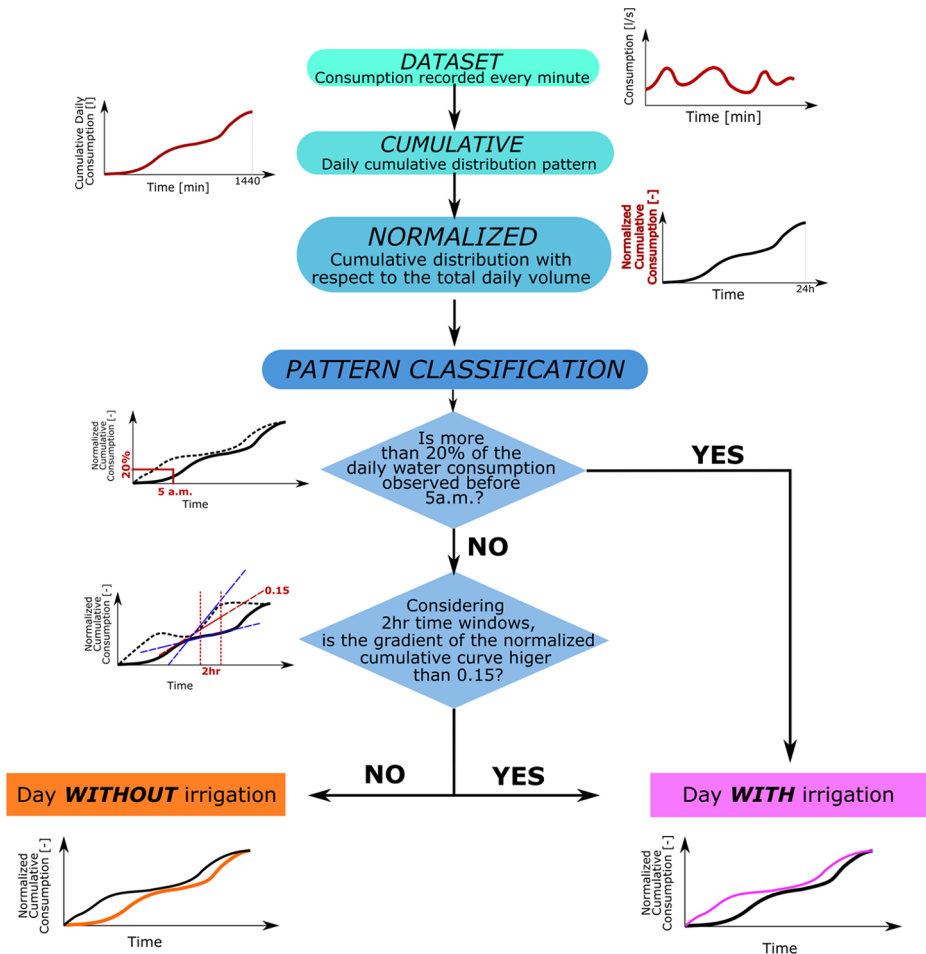 DATASET
Consumption recorded every minute
Consumption [l/s]
Time [min]
Cumulative Daily
Consumption [l]
Time [min]
1440
CUMULATIVE
Daily cumulative distribution pattern
NORMALIZED
Cumulative distribution with
respect to the total daily volume
Normalized
Cumulative
Consumption [-]
Time
24h
PATTERN CLASSIFICATION
Normalized
Cumulative
Consumption [-]
20%
5 a.m.
Time
Is more
than 20% of the
daily water consumption
observed before
5a.m.?
YES
NO
Normalized
Cumulative
Consumption [-]
0.15
2hr
Time
Considering
2hr time windows,
is the gradient of the normalized
cumulative curve higer
than 0.15?
NO
YES
Day WITHOUT irrigation
Day WITH irrigation
Normalized
Cumulative
Consumption [-]
Time
Normalized
Cumulative
Consumption [-]
Time